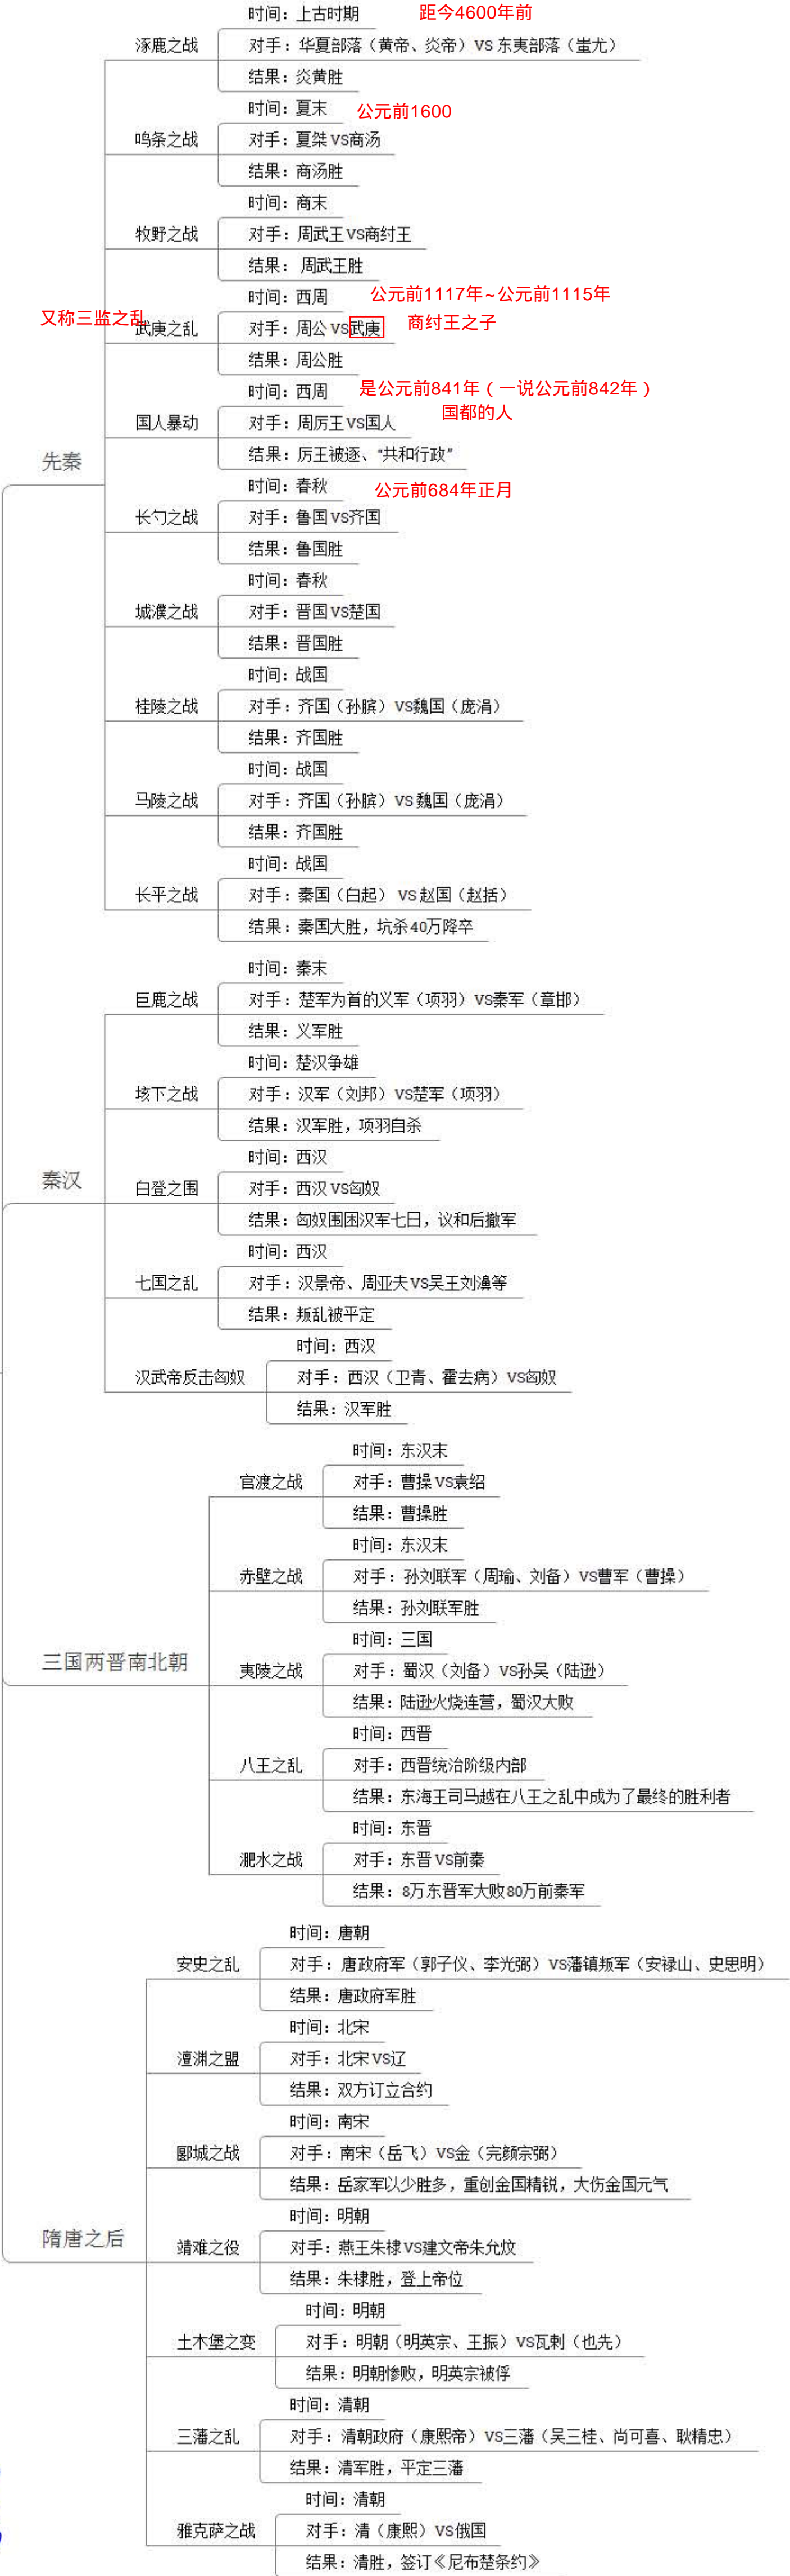 时间：上古时期 距今4600年前
涿鹿之战
对手：华夏部落（黄帝、炎帝）VS 东夷部落（蚩尤）
结果：炎黄胜
时间：夏末 公元前1600
鸣条之战
对手：夏桀 VS商汤
结果：商汤胜
时间：商末
牧野之战
对手：周武王VS商纣王
结果： 周武王胜
时间：西周 公元前1117年~公元前1115年
又称三监之乱
武庚之乱
对手：周公 VS武庚 商纣王之子
结果：周公胜
时间：西周 是公元前841年（一说公元前842年）
国都的人
国人暴动
对手：周厉王 VS国人
结果：厉王被逐、“共和行政”
先秦
时间：春秋 公元前684年正月
长勺之战
对手：鲁国 VS齐国
结果：鲁国胜
时间：春秋
城濮之战
对手：晋国 VS楚国
结果：晋国胜
时间：战国
桂陵之战
对手：齐国（孙膑）VS魏国（庞涓）
结果：齐国胜
时间：战国
马陵之战
对手：齐国（孙膑）VS 魏国（庞涓）
结果：齐国胜
时间：战国
长平之战
对手：秦国（白起） VS 赵国（赵括）
结果：秦国大胜，坑杀40万降卒
时间：秦末
巨鹿之战
对手：楚军为首的义军（项羽）VS秦军（章邯）
结果：义军胜
时间：楚汉争雄
垓下之战
对手：汉军（刘邦）VS楚军（项羽）
结果：汉军胜，项羽自杀
秦汉
时间：西汉
白登之围
对手：西汉 VS匈奴
结果：匈奴围困汉军七日，议和后撤军
时间：西汉
七国之乱
对手：汉景帝、周亚夫VS吴王刘濞等
结果：叛乱被平定
时间：西汉
汉武帝反击匈奴
对手：西汉（卫青、霍去病）VS匈奴
结果：汉军胜
时间：东汉末
官渡之战
对手：曹操 VS袁绍
结果：曹操胜
时间：东汉末
赤壁之战
对手：孙刘联军（周瑜、刘备）VS曹军（曹操）
结果：孙刘联军胜
时间：三国
三国两晋南北朝
夷陵之战
对手：蜀汉（刘备）VS孙吴（陆逊）
结果：陆逊火烧连营，蜀汉大败
时间：西晋
八王之乱
对手：西晋统治阶级内部
结果：东海王司马越在八王之乱中成为了最终的胜利者
时间：东晋
淝水之战
对手：东晋 VS前秦
结果：8万东晋军大败80万前秦军
时间：唐朝
安史之乱
对手：唐政府军（郭子仪、李光弼）VS藩镇叛军（安禄山、史思明）
结果：唐政府军胜
时间：北宋
澶渊之盟
对手：北宋 VS辽
结果：双方订立合约
时间：南宋
郾城之战
对手：南宋（岳飞）VS金（完颜宗弼）
结果：岳家军以少胜多，重创金国精锐，大伤金国元气
隋唐之后
时间：明朝
靖难之役
对手：燕王朱棣VS建文帝朱允炆
结果：朱棣胜，登上帝位
时间：明朝
土木堡之变
对手：明朝（明英宗、王振）VS瓦剌（也先）
结果：明朝惨败，明英宗被俘
时间：清朝
三藩之乱
对手：清朝政府（康熙帝）VS三藩（吴三桂、尚可喜、耿精忠）
结果：清军胜，平定三藩
时间：清朝
雅克萨之战
对手：清（康熙）VS俄国
结果：清胜，签订《尼布楚条约》